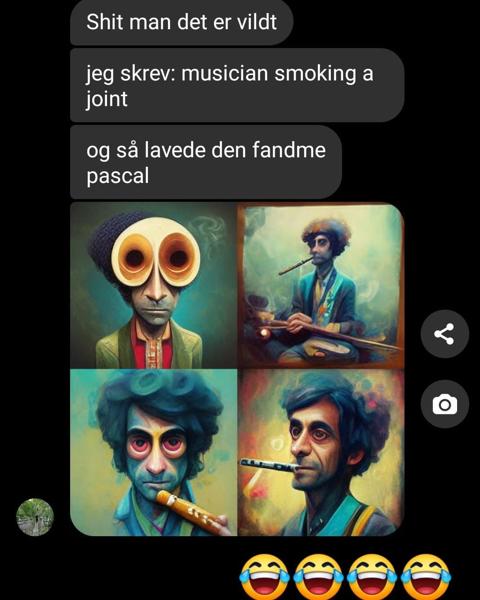 Shit man det er vildt
jeg skrev: musician smoking a
joint
og så lavede den fandme
pascal